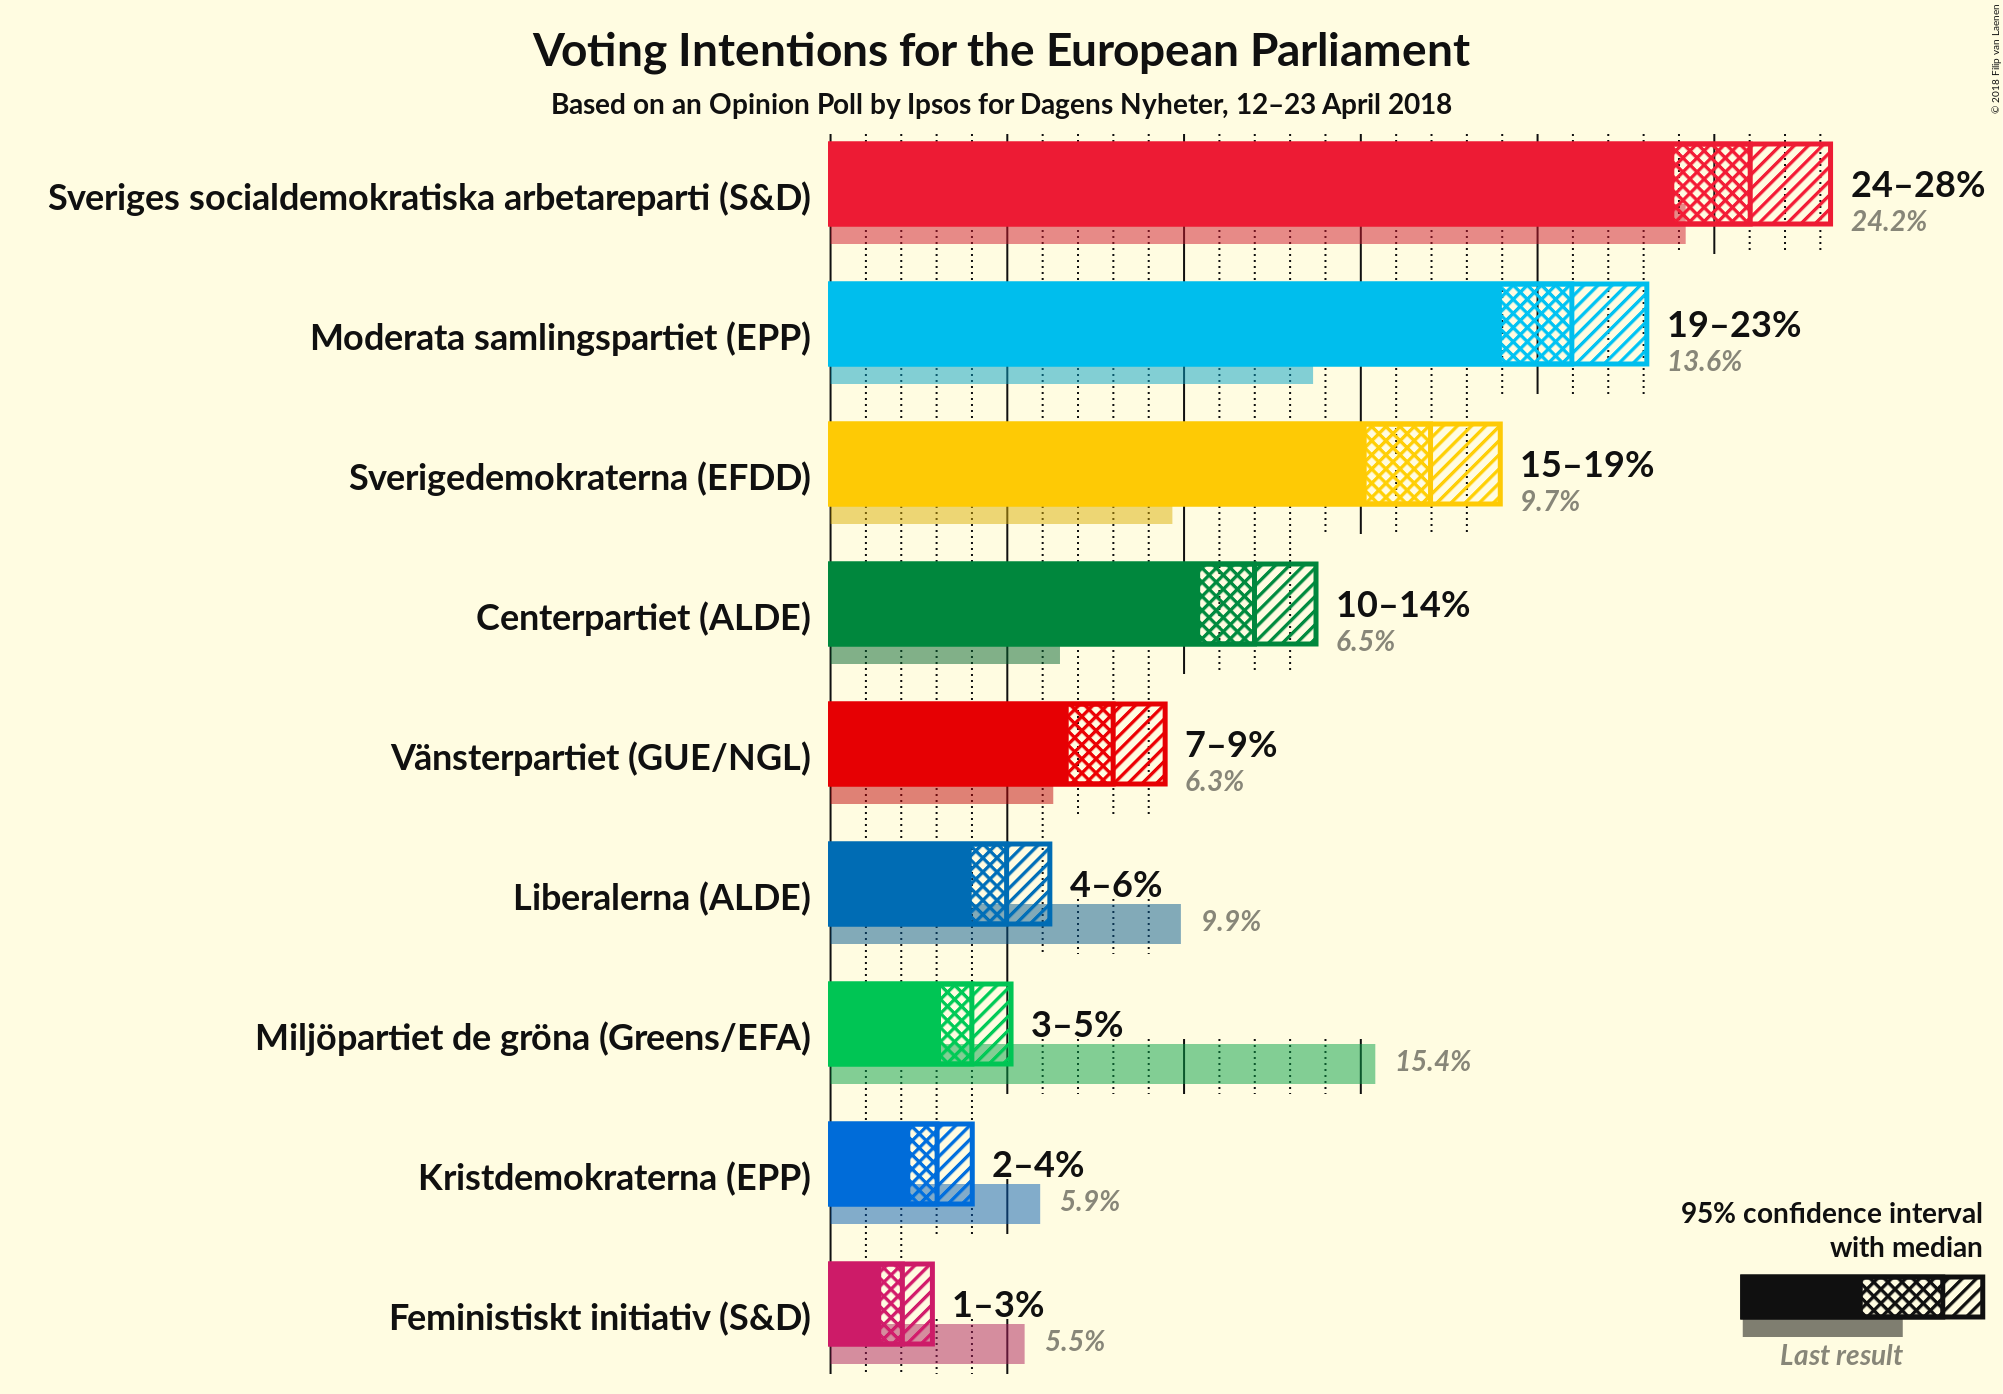 Voting Intentions for the European Parliament
Based on an Opinion Poll by Ipsos for Dagens Nyheter, 12–23 April 2018
© 2018 Filip van Laenen
Sveriges socialdemokratiska arbetareparti (S&D)
24–28%
24.2%
Moderata samlingspartiet (EPP)
19–23%
13.6%
Sverigedemokraterna (EFDD)
15–19%
9.7%
Centerpartiet (ALDE)
10–14%
6.5%
Vänsterpartiet (GUE/NGL)
7–9%
6.3%
Liberalerna (ALDE)
4–6%
9.9%
Miljöpartiet de gröna (Greens/EFA)
3–5%
15.4%
Kristdemokraterna (EPP)
2–4%
5.9%
Feministiskt initiativ (S&D)
1–3%
5.5%
95% confidence interval
with median
Last result